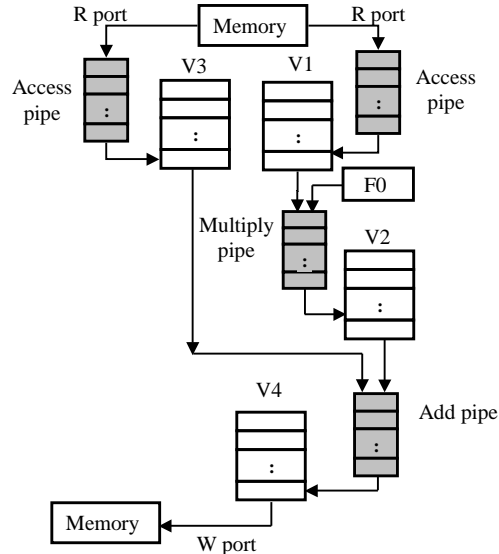 R port
Memory
R port
Access
pipe
V3
V1
Access
pipe
:
:
:
:
F0
Multiply
pipe
V2
:
:
V4
Add pipe
:
:
Memory
W port